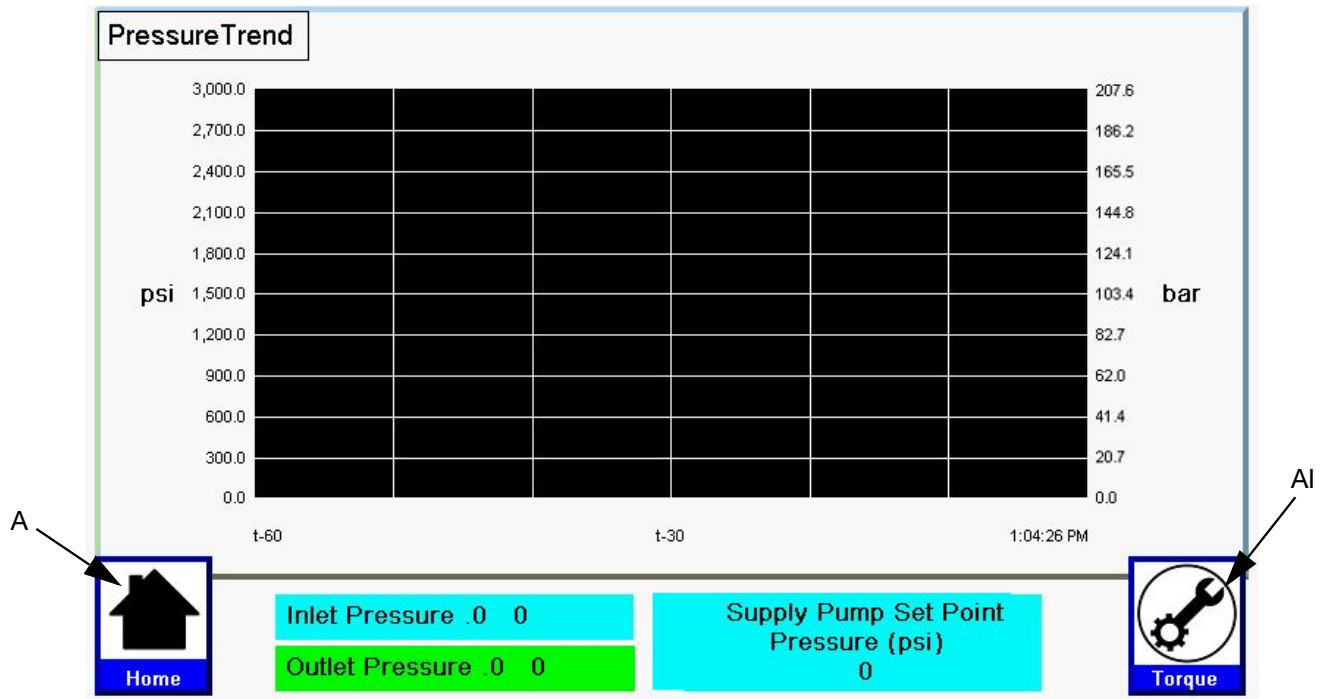 PressureTrend
3,000.0
2,700.0
2,400.0
2,100.0
1,800.0
psi 1,500.0
1,200.0
900.0
600.0
300.0
0.0
207.6
186.2
165.5
144.8
124.1
103.4 bar
82.7
62.0
41.4
20.7
0.0
t-60 t-30 1:04:26 PM
A
AI
Home
Inlet Pressure .0 0
Outlet Pressure .0 0
Supply Pump Set Point
Pressure (psi)
0
Torque